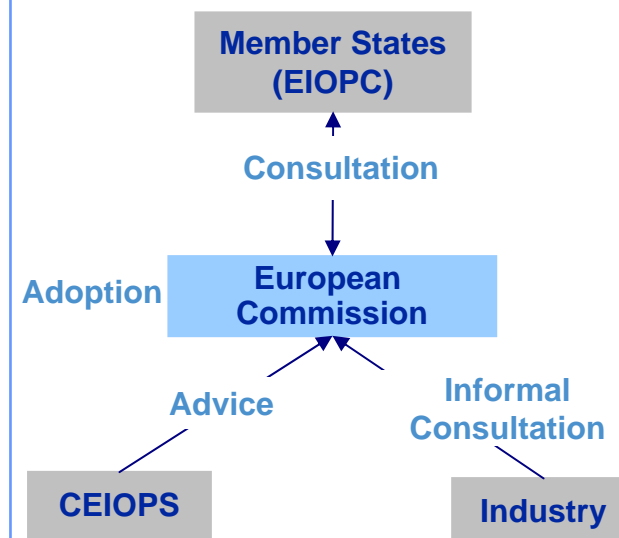 Member States
(EIOPC)
Consultation
Adoption
European
Commission
Advice
Informal
Consultation
CEIOPS
Industry